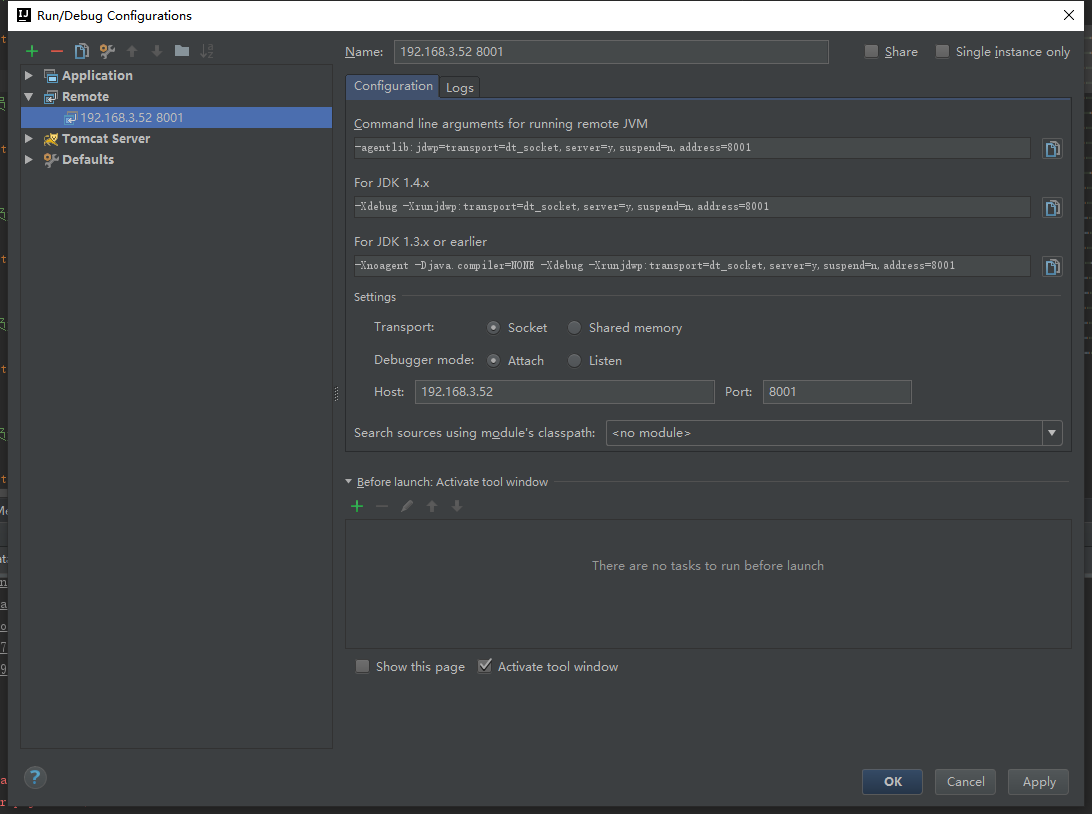 Run/Debug Configurations
Name: 192.168.3.52 8001
Share
Single instance only
Application
Remote
192.168.3.52 8001
Tomcat Server
Defaults
Configuration
Logs
Command line arguments for running remote JVM
-agentlib:jdwp=transport=dt_socket,server=y,suspend=n,address=8001
For JDK 1.4.x
-Xdebug -Xrunjdwp:transport=dt_socket,server=y,suspend=n,address=8001
For JDK 1.3.x or earlier
-Xnoagent -Djava.compiler=NONE -Xdebug -Xrunjdwp:transport=dt_socket,server=y,suspend=n,address=8001
Settings
Transport: Socket Shared memory
Debugger mode: Attach Listen
Host: 192.168.3.52 Port: 8001
Search sources using module's classpath: <no module>
Before launch: Activate tool window
There are no tasks to run before launch
Show this page Activate tool window
?
OK Cancel Apply